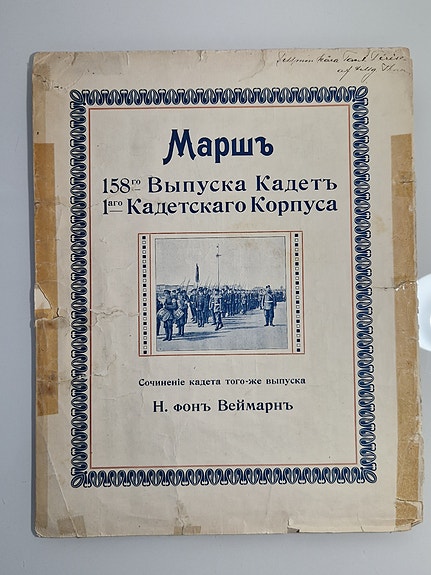 Маршъ
158го Выпуска Кадетъ
1аго Кадетскаго Корпуса
Сочиненіе кадета того-же выпуска
Н. фонъ Веймарнъ